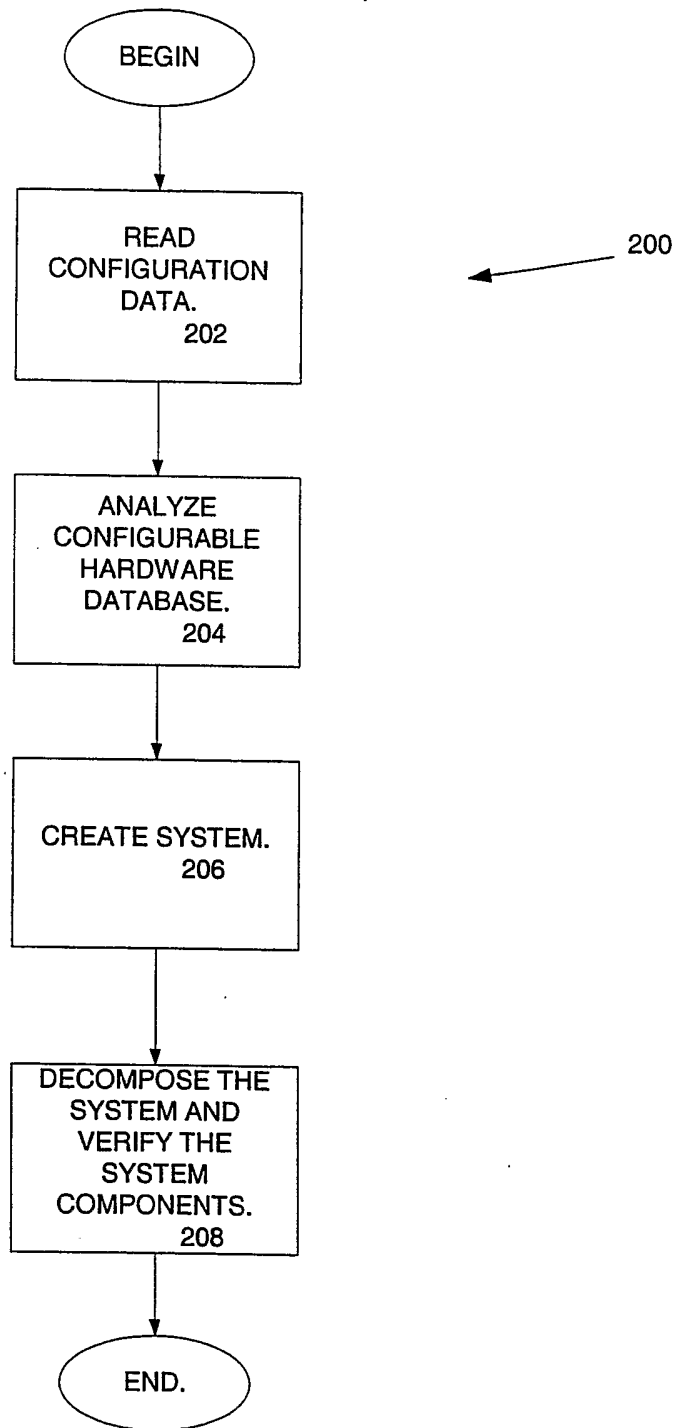 BEGIN
READ
CONFIGURATION
DATA.
202
200
ANALYZE
CONFIGURABLE
HARDWARE
DATABASE.
204
CREATE SYSTEM.
206
DECOMPOSE THE
SYSTEM AND
VERIFY THE
SYSTEM
COMPONENTS.
208
END.